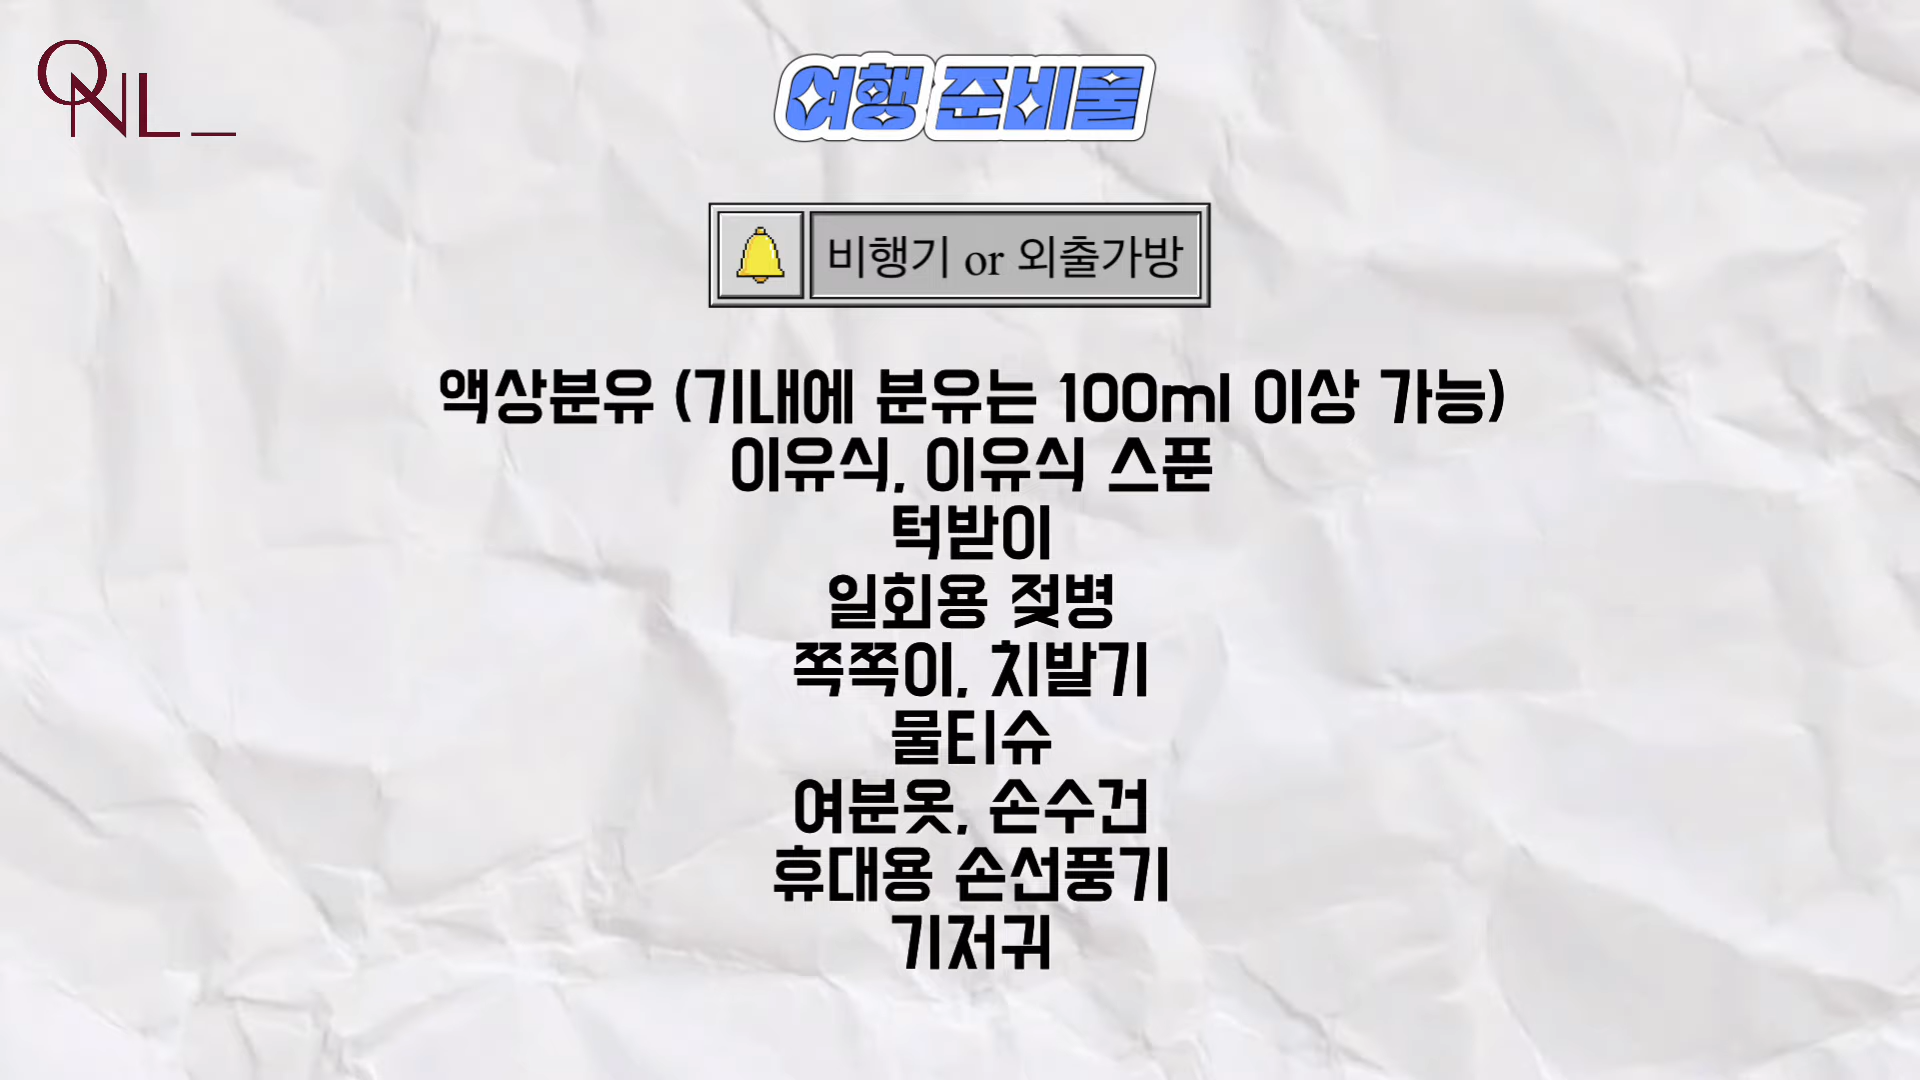 QNL_
여행 준비물
비행기 or 외출가방
액상분유 (기내에 분유는 100ml 이상 가능)
이유식, 이유식 스푼
턱받이
일회용 젖병
쪽쪽이, 치발기
물티슈
여분옷, 손수건
휴대용 손선풍기
기저귀